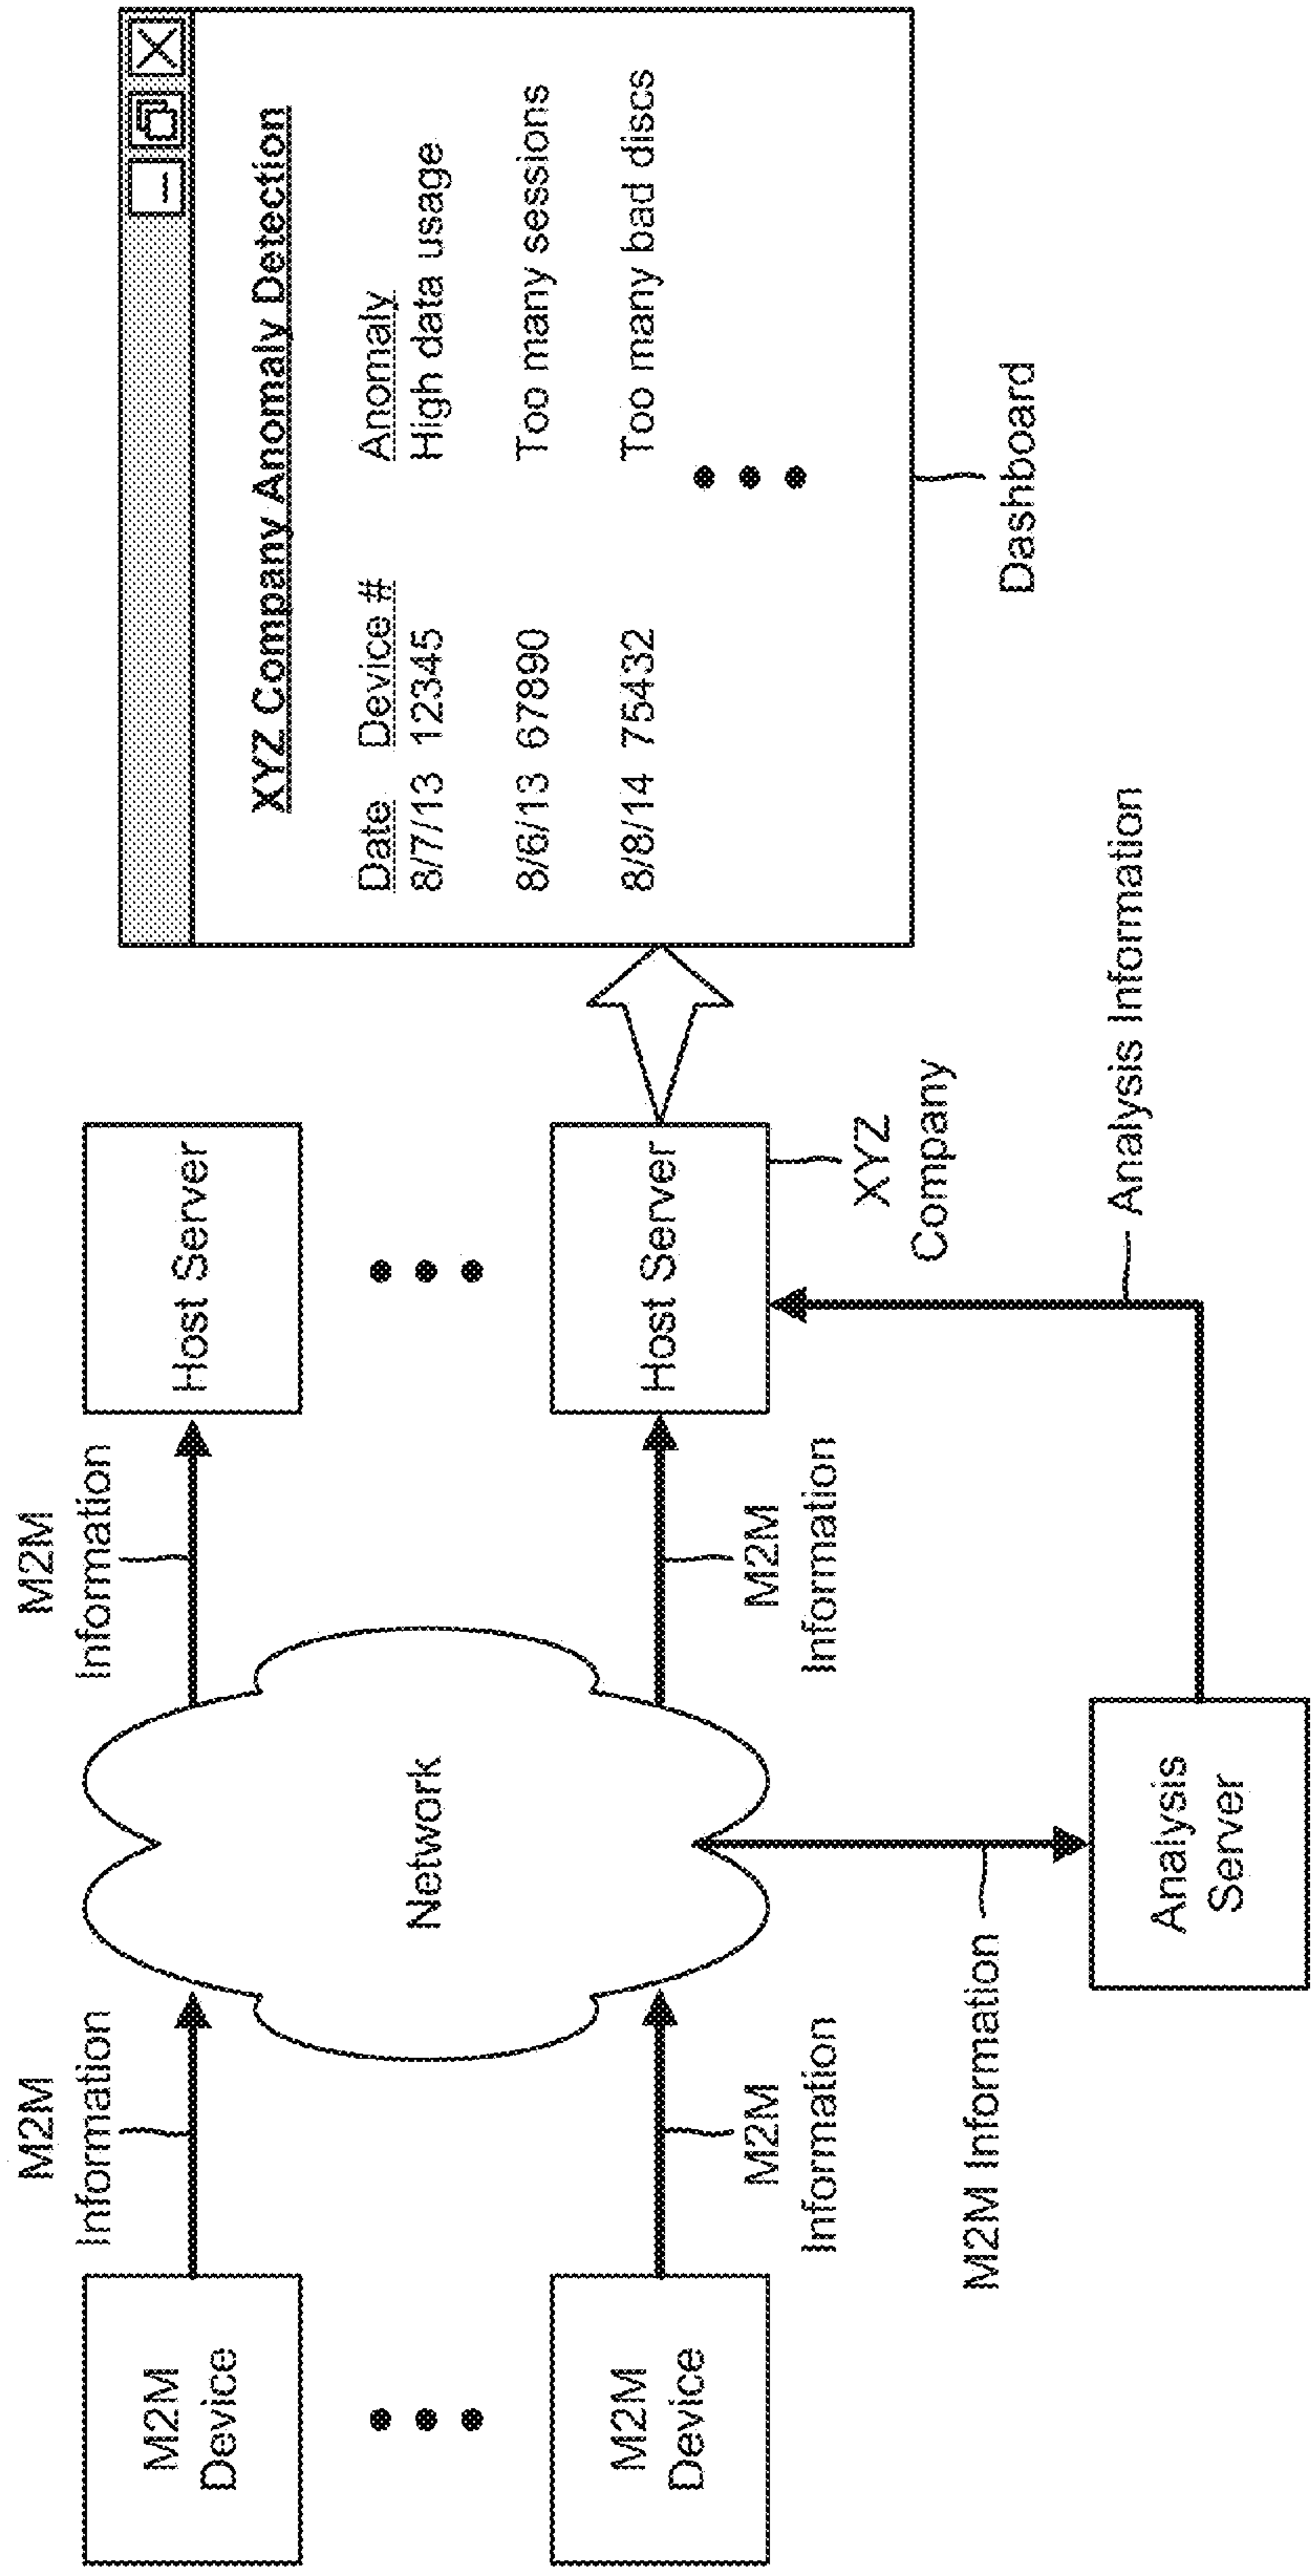 M2M
Device
M2M
Information
M2M
Device
M2M
Information
Network
M2M Information
Analysis
Server
M2M
Information
Host Server
M2M
Information
Host Server
XYZ
Company
Analysis Information
XYZ Company Anomaly Detection
Date Device # Anomaly
8/7/13 12345 High data usage
8/6/13 67890 Too many sessions
8/8/14 75432 Too many bad discs
Dashboard